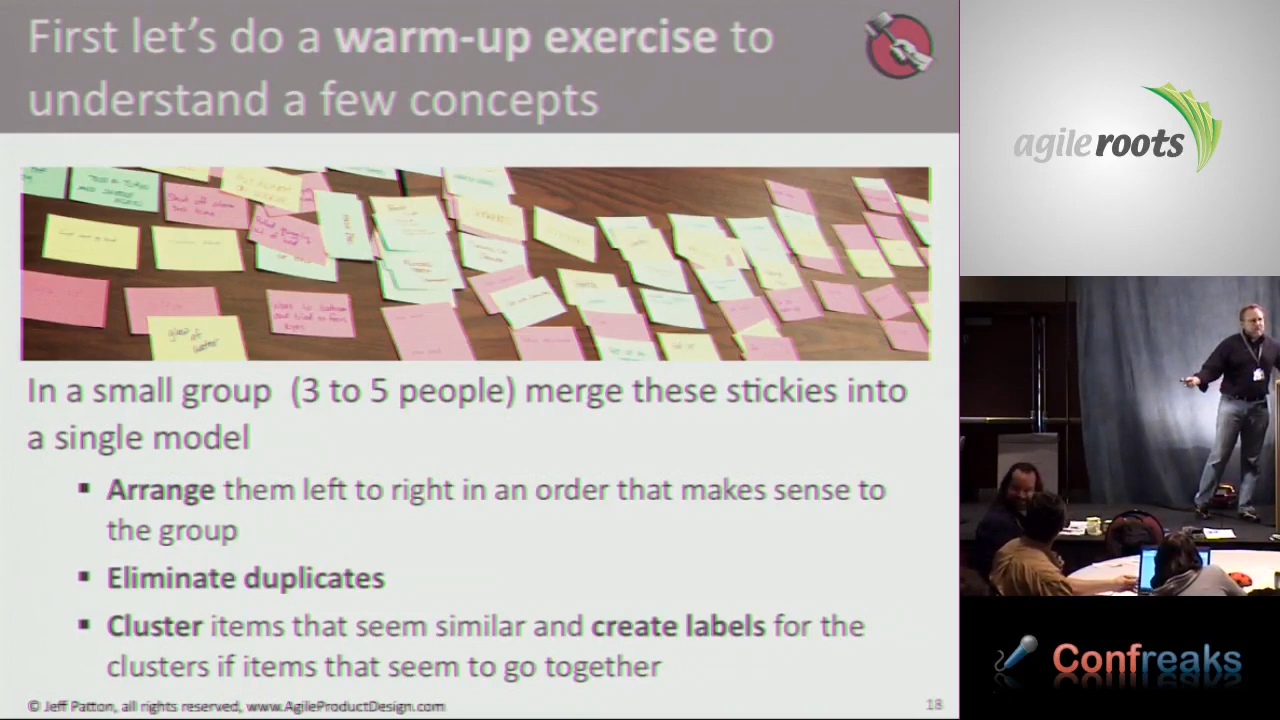 First let's do a warm-up exercise to
understand a few concepts
In a small group (3 to 5 people) merge these stickies into
a single model
▪ Arrange them left to right in an order that makes sense to
the group
▪ Eliminate duplicates
▪ Cluster items that seem similar and create labels for the
clusters if items that seem to go together
© Jeff Patton, all rights reserved, www.AgileProductDesign.com
18
agile roots
Confreaks